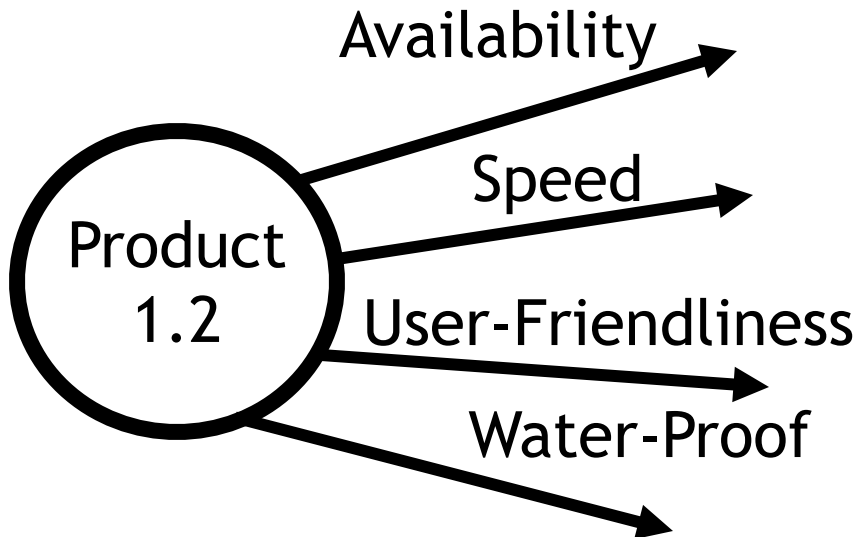 Availability
Speed
Product
1.2
User-Friendliness
Water-Proof